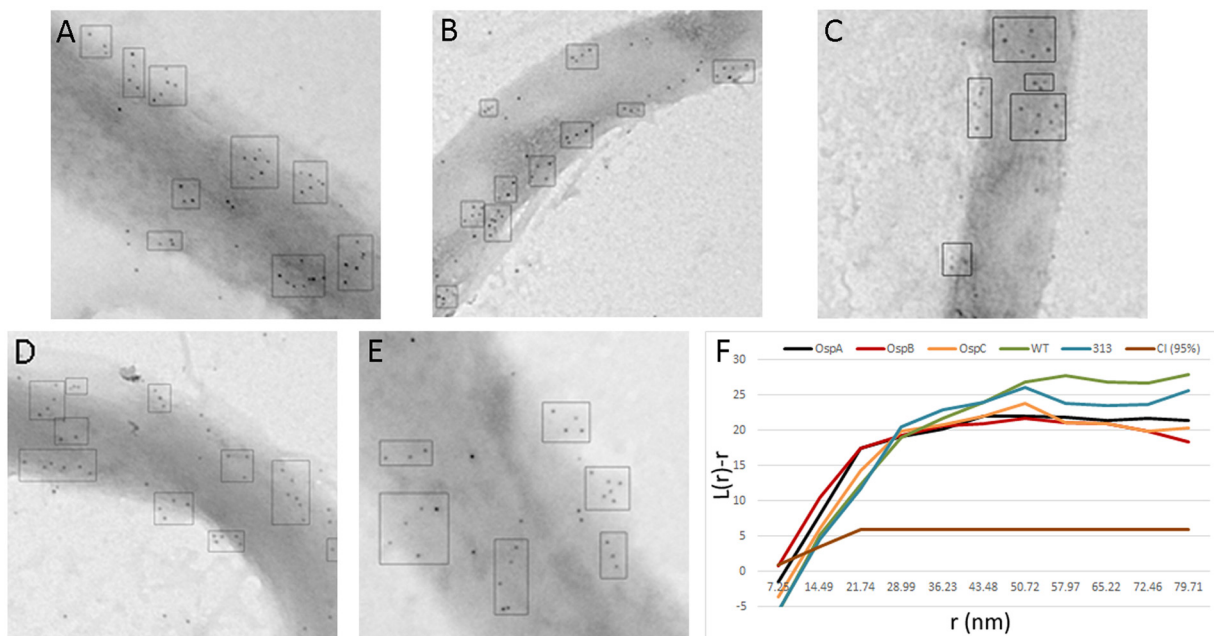 A
B
C
D
E
F
OspA OspB OspC WT 313 CI (95%)
30
25
20
15
10
5
0
-5
L(r)-r
7.25 14.49 21.74 28.99 36.23 43.48 50.72 57.97 65.22 72.46 79.71
r (nm)